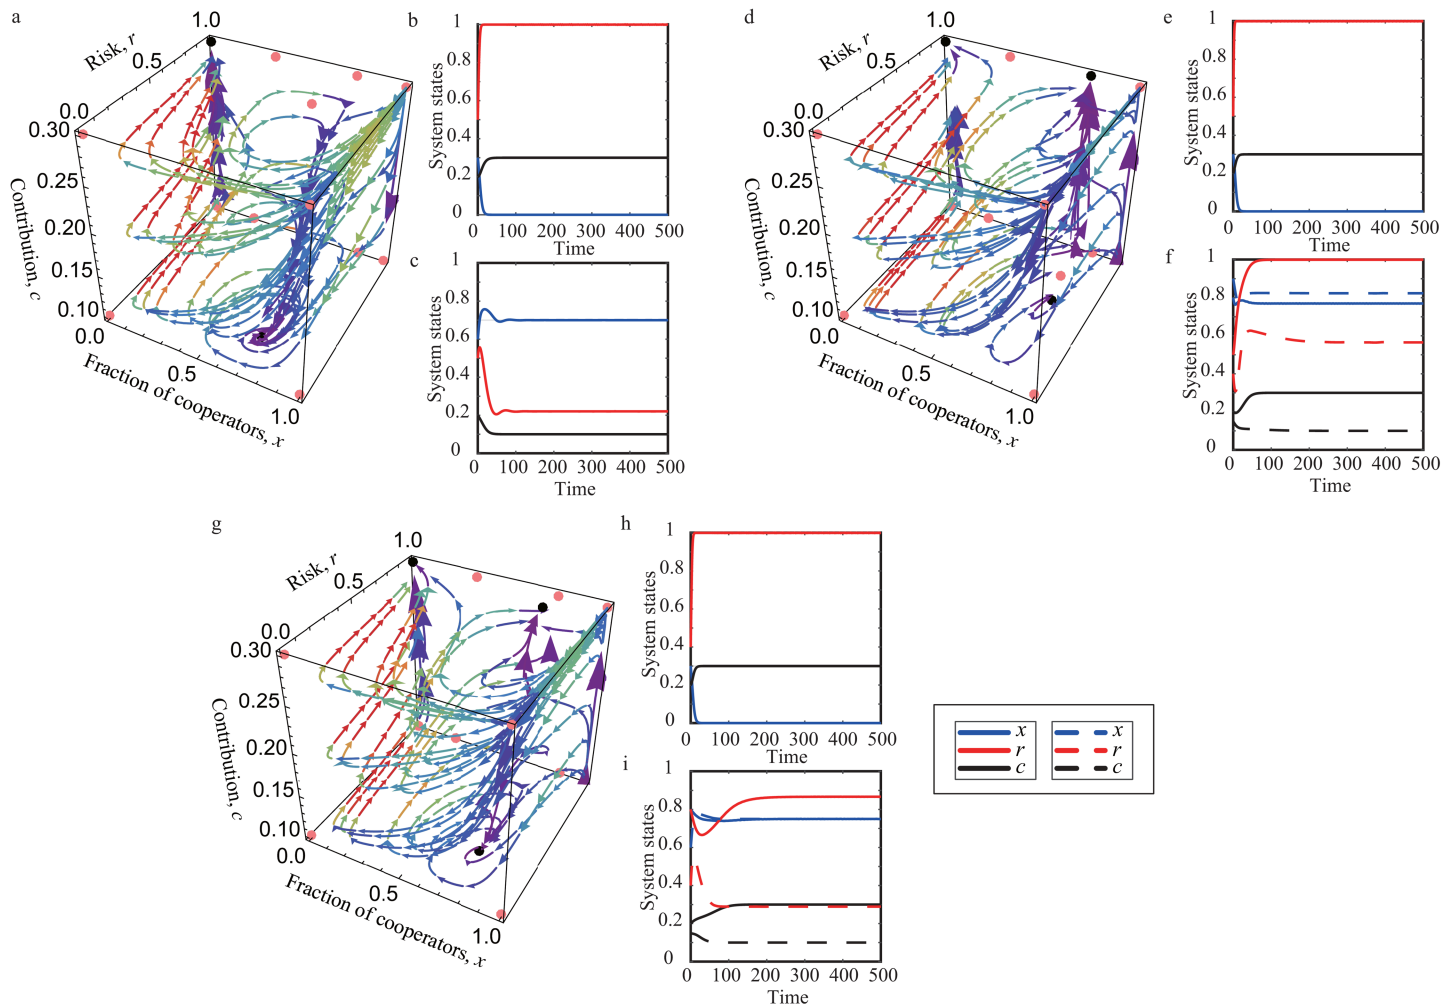 a
1.0
Risk, r
0.5
0.0
0.30
0.25
0.20
0.15
0.10
Contribution, c
0.0
0.5
1.0
Fraction of cooperators, x
b
1
0.8
0.6
0.4
0.2
0
System states
0 100 200 300 400 500
Time
c
1
0.8
0.6
0.4
0.2
0
System states
0 100 200 300 400 500
Time
d
1.0
Risk, r
0.5
0.0
0.30
0.25
0.20
0.15
0.10
Contribution, c
0.0
0.5
1.0
Fraction of cooperators, x
e
1
0.8
0.6
0.4
0.2
0
System states
0 100 200 300 400 500
Time
f
1
0.8
0.6
0.4
0.2
0
System states
0 100 200 300 400 500
Time
g
1.0
Risk, r
0.5
0.0
0.30
0.25
0.20
0.15
0.10
Contribution, c
0.0
0.5
1.0
Fraction of cooperators, x
h
1
0.8
0.6
0.4
0.2
0
System states
0 100 200 300 400 500
Time
i
1
0.8
0.6
0.4
0.2
0
System states
0 100 200 300 400 500
Time
x x
r r
c c